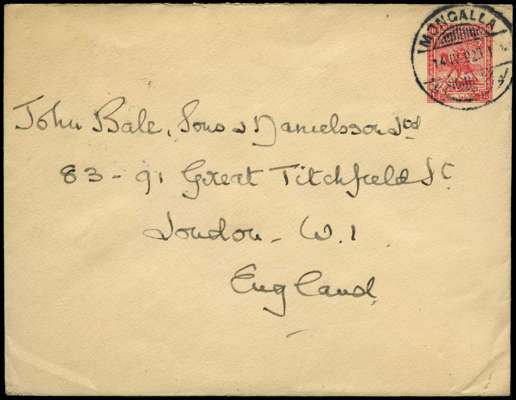 MONGALLA
John Bale, Sons & Danielsson Ltd
83 - 91 Great Titchfield St
London - W. 1
England